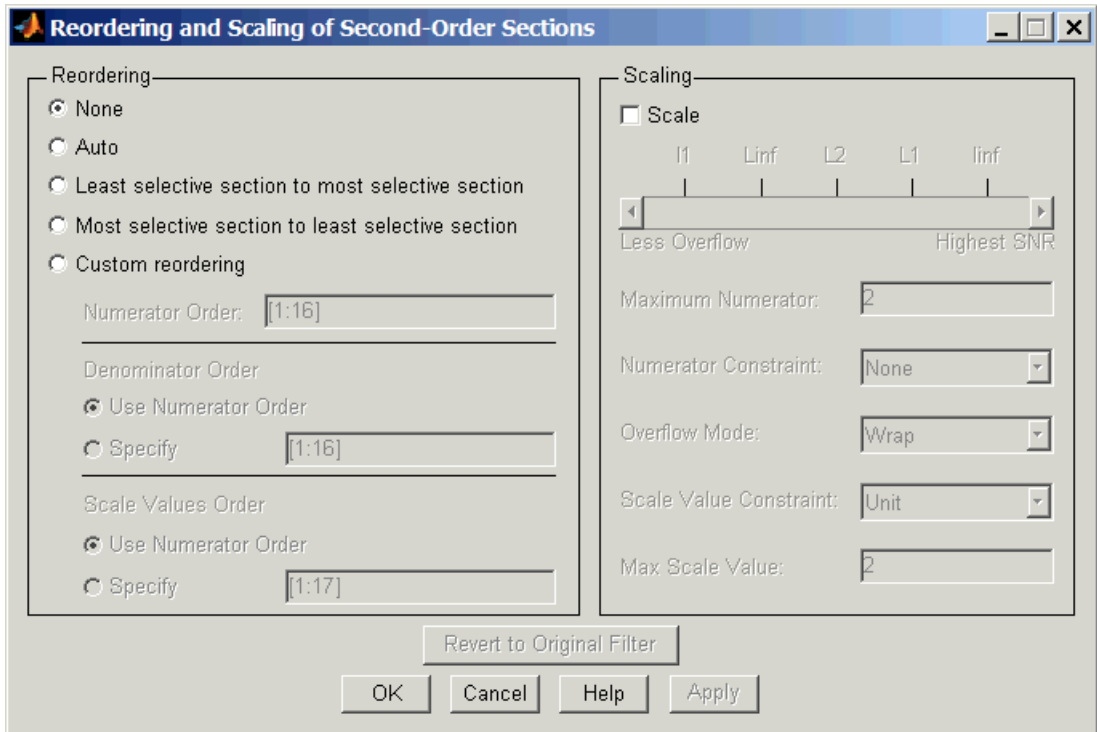 Reordering and Scaling of Second-Order Sections
Reordering
None
Auto
Least selective section to most selective section
Most selective section to least selective section
Custom reordering
Numerator Order: [1:16]
Denominator Order
Use Numerator Order
Specify [1:16]
Scale Values Order
Use Numerator Order
Specify [1:17]
Scaling
Scale
l1 Linf L2 L1 linf
Less Overflow Highest SNR
Maximum Numerator: 2
Numerator Constraint: None
Overflow Mode: Wrap
Scale Value Constraint: Unit
Max Scale Value: 2
Revert to Original Filter
OK Cancel Help Apply